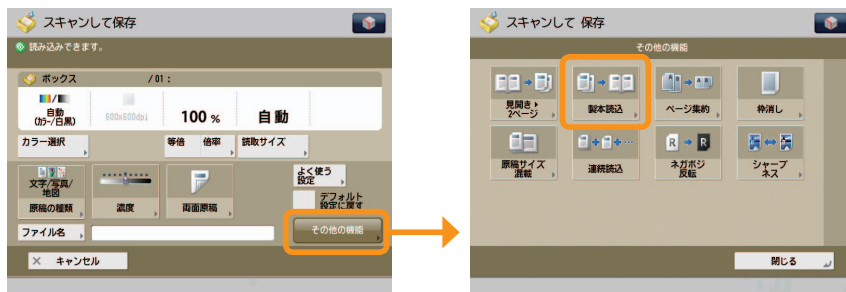 スキャンして保存
読み込みできます。
ボックス /01:
自動
(カラー/白黒)
600x600dpi
100 %
自動
カラー選択
等倍
倍率
読取サイズ
文字/写真/
地図
原稿の種類
濃度
両面原稿
よく使う
設定
デフォルト
設定に戻す
ファイル名
その他の機能
× キャンセル
スキャンして 保存
その他の機能
見開き▸
2ページ
製本読込
ページ集約
枠消し
原稿サイズ
混載
連続読込
R R
ネガポジ
反転
シャープ
ネス
閉じる